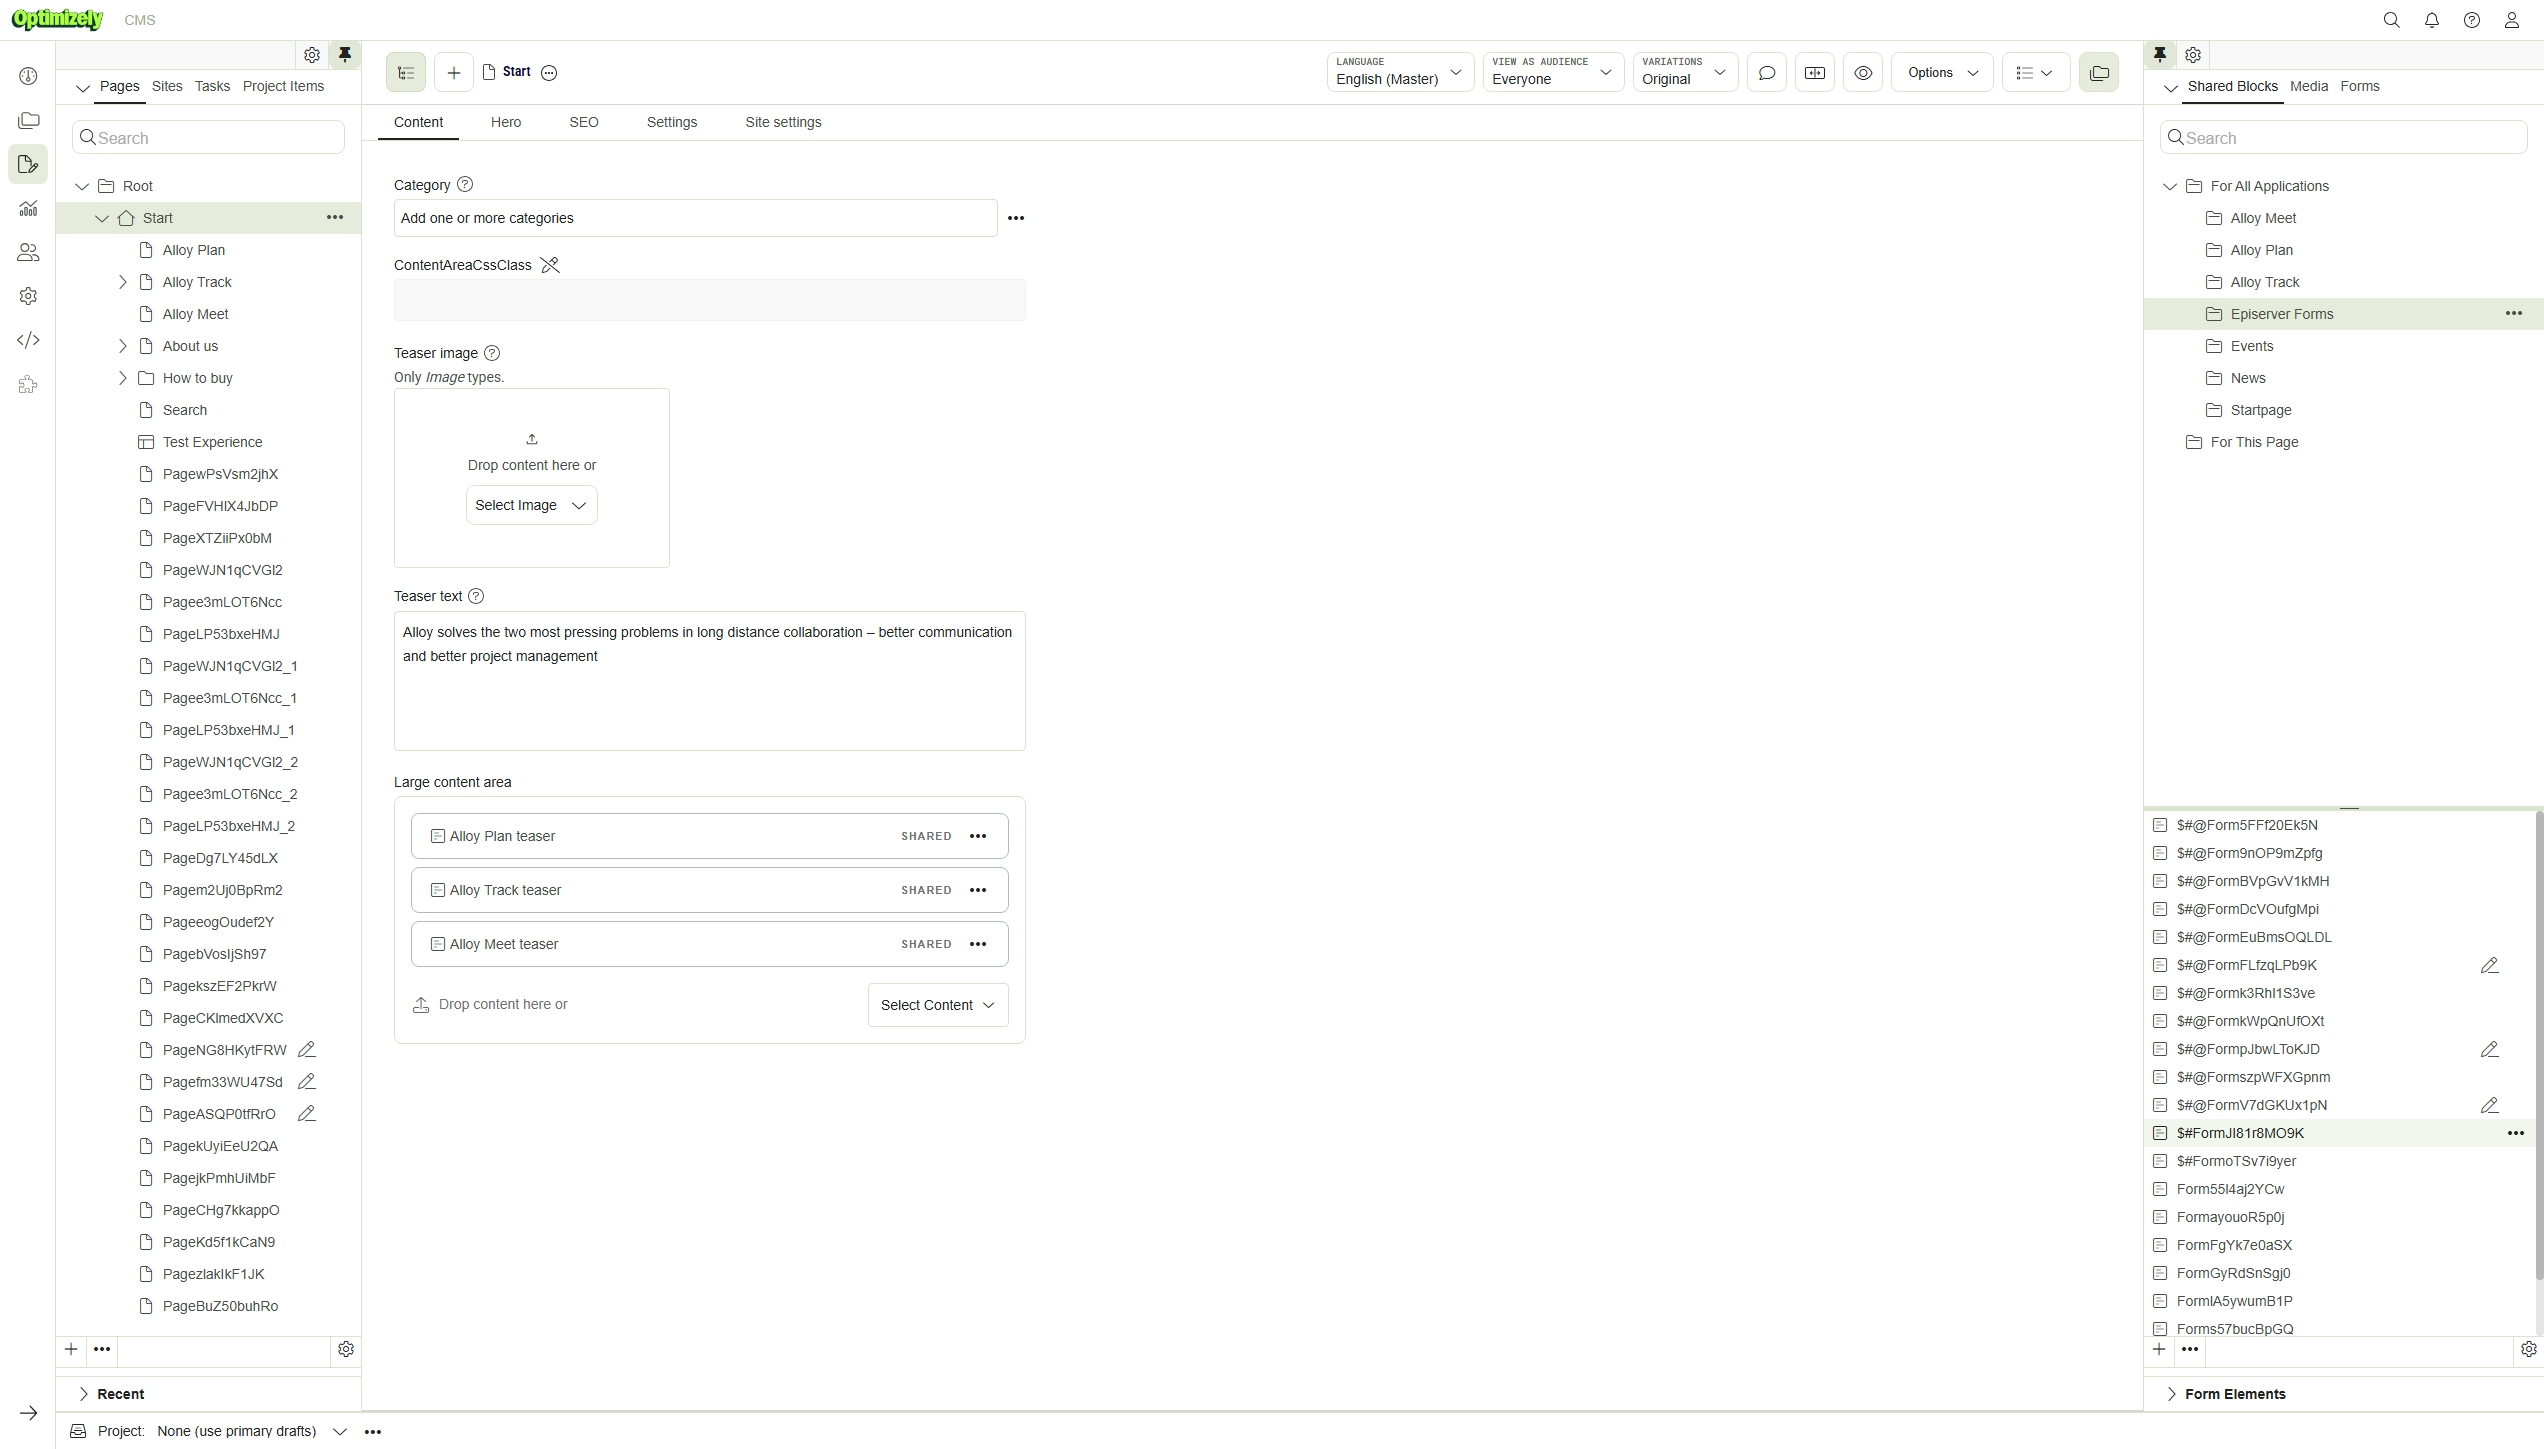 Optimizely CMS
Pages Sites Tasks Project Items
Search
Root
Start
Alloy Plan
Alloy Track
Alloy Meet
About us
How to buy
Search
Test Experience
PagewPsVsm2jhX
PageFVHIX4JbDP
PageXTZiiPx0bM
PageWJN1qCVGI2
Pagee3mLOT6Ncc
PageLP53bxeHMJ
PageWJN1qCVGI2_1
Pagee3mLOT6Ncc_1
PageLP53bxeHMJ_1
PageWJN1qCVGI2_2
Pagee3mLOT6Ncc_2
PageLP53bxeHMJ_2
PageDg7LY45dLX
Pagem2Uj0BpRm2
PageeogOudef2Y
PagebVosIjSh97
PagekszEF2PkrW
PageCKlmedXVXC
PageNG8HKytFRW
Pagefm33WU47Sd
PageASQP0tfRrO
PagekUyiEeU2QA
PagejkPmhUiMbF
PageCHg7kkappO
PageKd5f1kCaN9
PagezlakIkF1JK
PageBuZ50buhRo
Recent
Project: None (use primary drafts)
Start
LANGUAGE
English (Master)
VIEW AS AUDIENCE
Everyone
VARIATIONS
Original
Options
Content Hero SEO Settings Site settings
Category
Add one or more categories
ContentAreaCssClass
Teaser image
Only Image types.
Drop content here or
Select Image
Teaser text
Alloy solves the two most pressing problems in long distance collaboration – better communication
and better project management
Large content area
Alloy Plan teaser SHARED
Alloy Track teaser SHARED
Alloy Meet teaser SHARED
Drop content here or Select Content
Shared Blocks Media Forms
Search
For All Applications
Alloy Meet
Alloy Plan
Alloy Track
Episerver Forms
Events
News
Startpage
For This Page
$#@Form5FFf20Ek5N
$#@Form9nOP9mZpfg
$#@FormBVpGvV1kMH
$#@FormDcVOufgMpi
$#@FormEuBmsOQLDL
$#@FormFLfzqLPb9K
$#@Formk3RhI1S3ve
$#@FormkWpQnUfOXt
$#@FormpJbwLToKJD
$#@FormszpWFXGpnm
$#@FormV7dGKUx1pN
$#FormJI81r8MO9K
$#FormoTSv7i9yer
Form55I4aj2YCw
FormayouoR5p0j
FormFgYk7e0aSX
FormGyRdSnSgj0
FormIA5ywumB1P
Forms57bucBpGQ
Form Elements